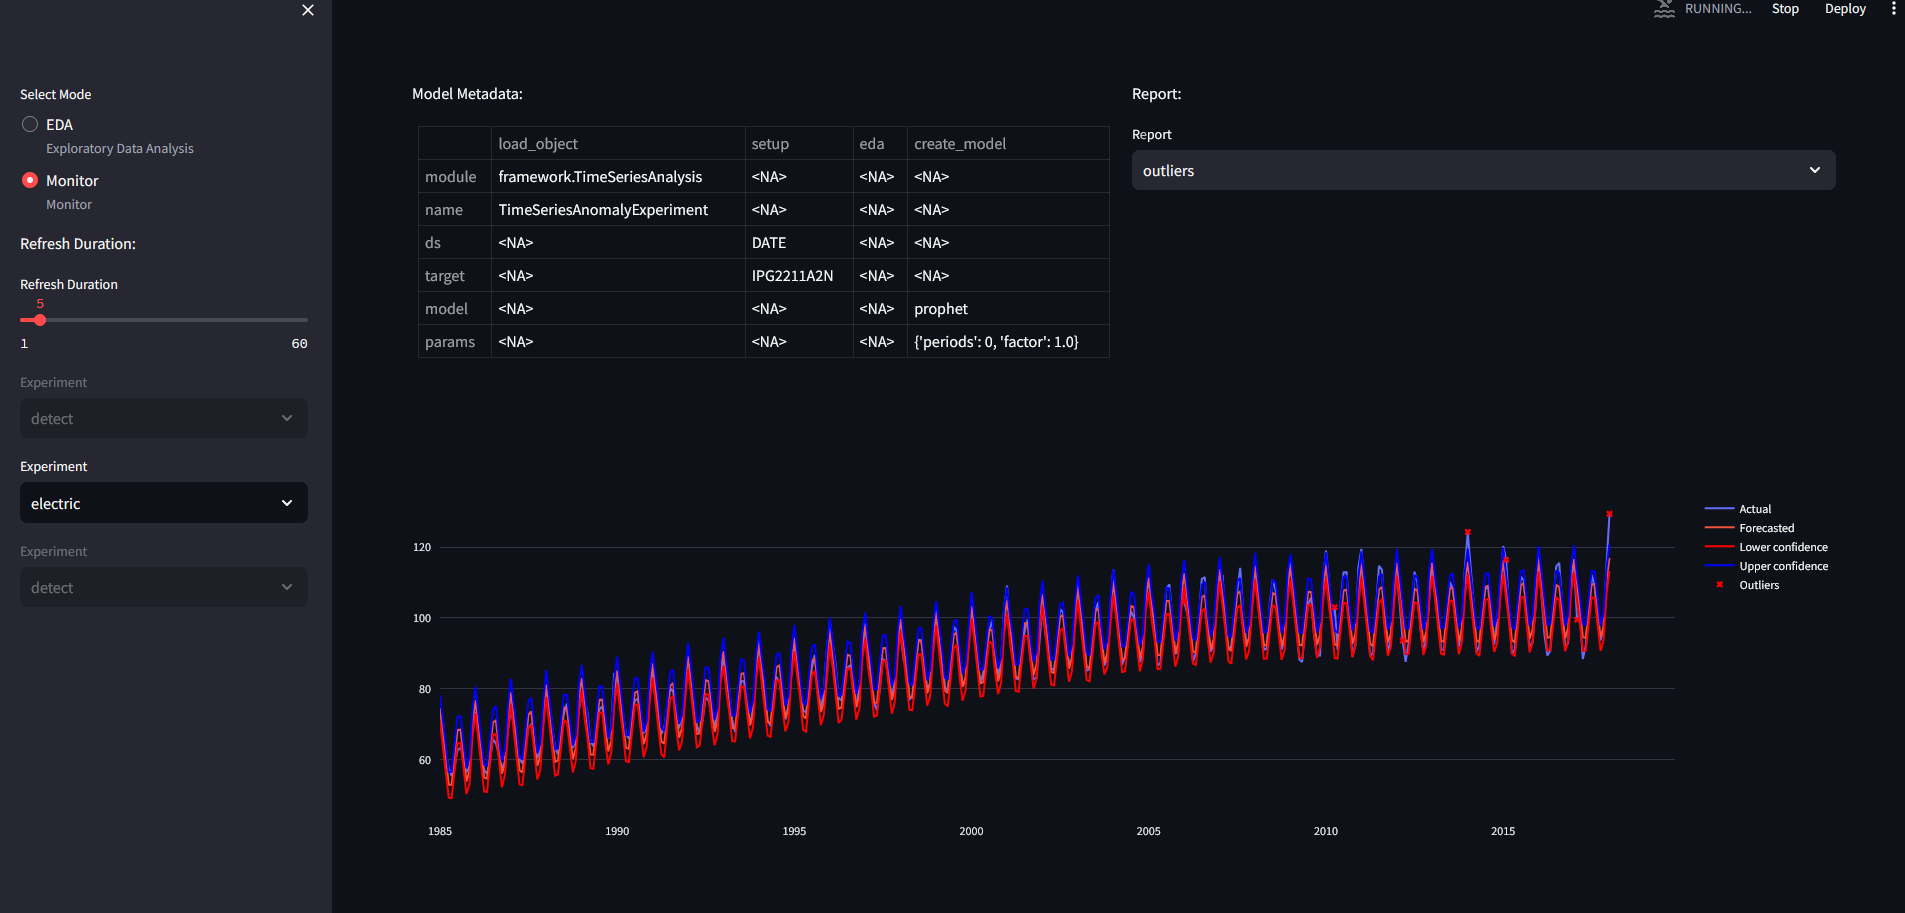 RUNNING...
Stop
Deploy
Select Mode
EDA
Exploratory Data Analysis
Monitor
Monitor
Refresh Duration:
Refresh Duration
5
1 60
Experiment
detect
Experiment
electric
Experiment
detect
Model Metadata:
load_object setup eda create_model
module framework.TimeSeriesAnalysis <NA> <NA> <NA>
name TimeSeriesAnomalyExperiment <NA> <NA> <NA>
ds <NA> DATE <NA> <NA>
target <NA> IPG2211A2N <NA> <NA>
model <NA> <NA> <NA> prophet
params <NA> <NA> <NA> {'periods': 0, 'factor': 1.0}
Report:
Report
outliers
120
100
80
60
1985 1990 1995 2000 2005 2010 2015
Actual
Forecasted
Lower confidence
Upper confidence
Outliers